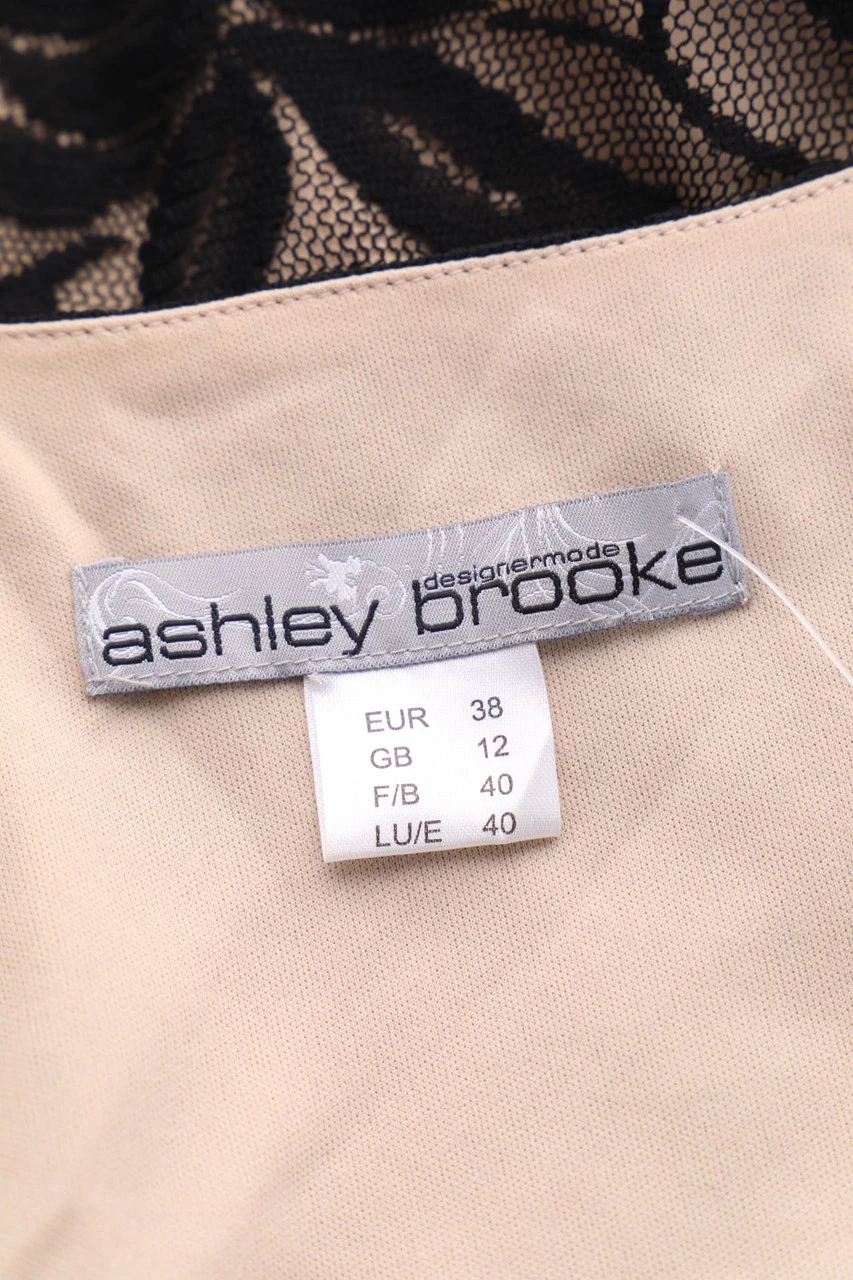 designermode
ashley brooke
EUR 38
GB 12
F/B 40
LU/E 40